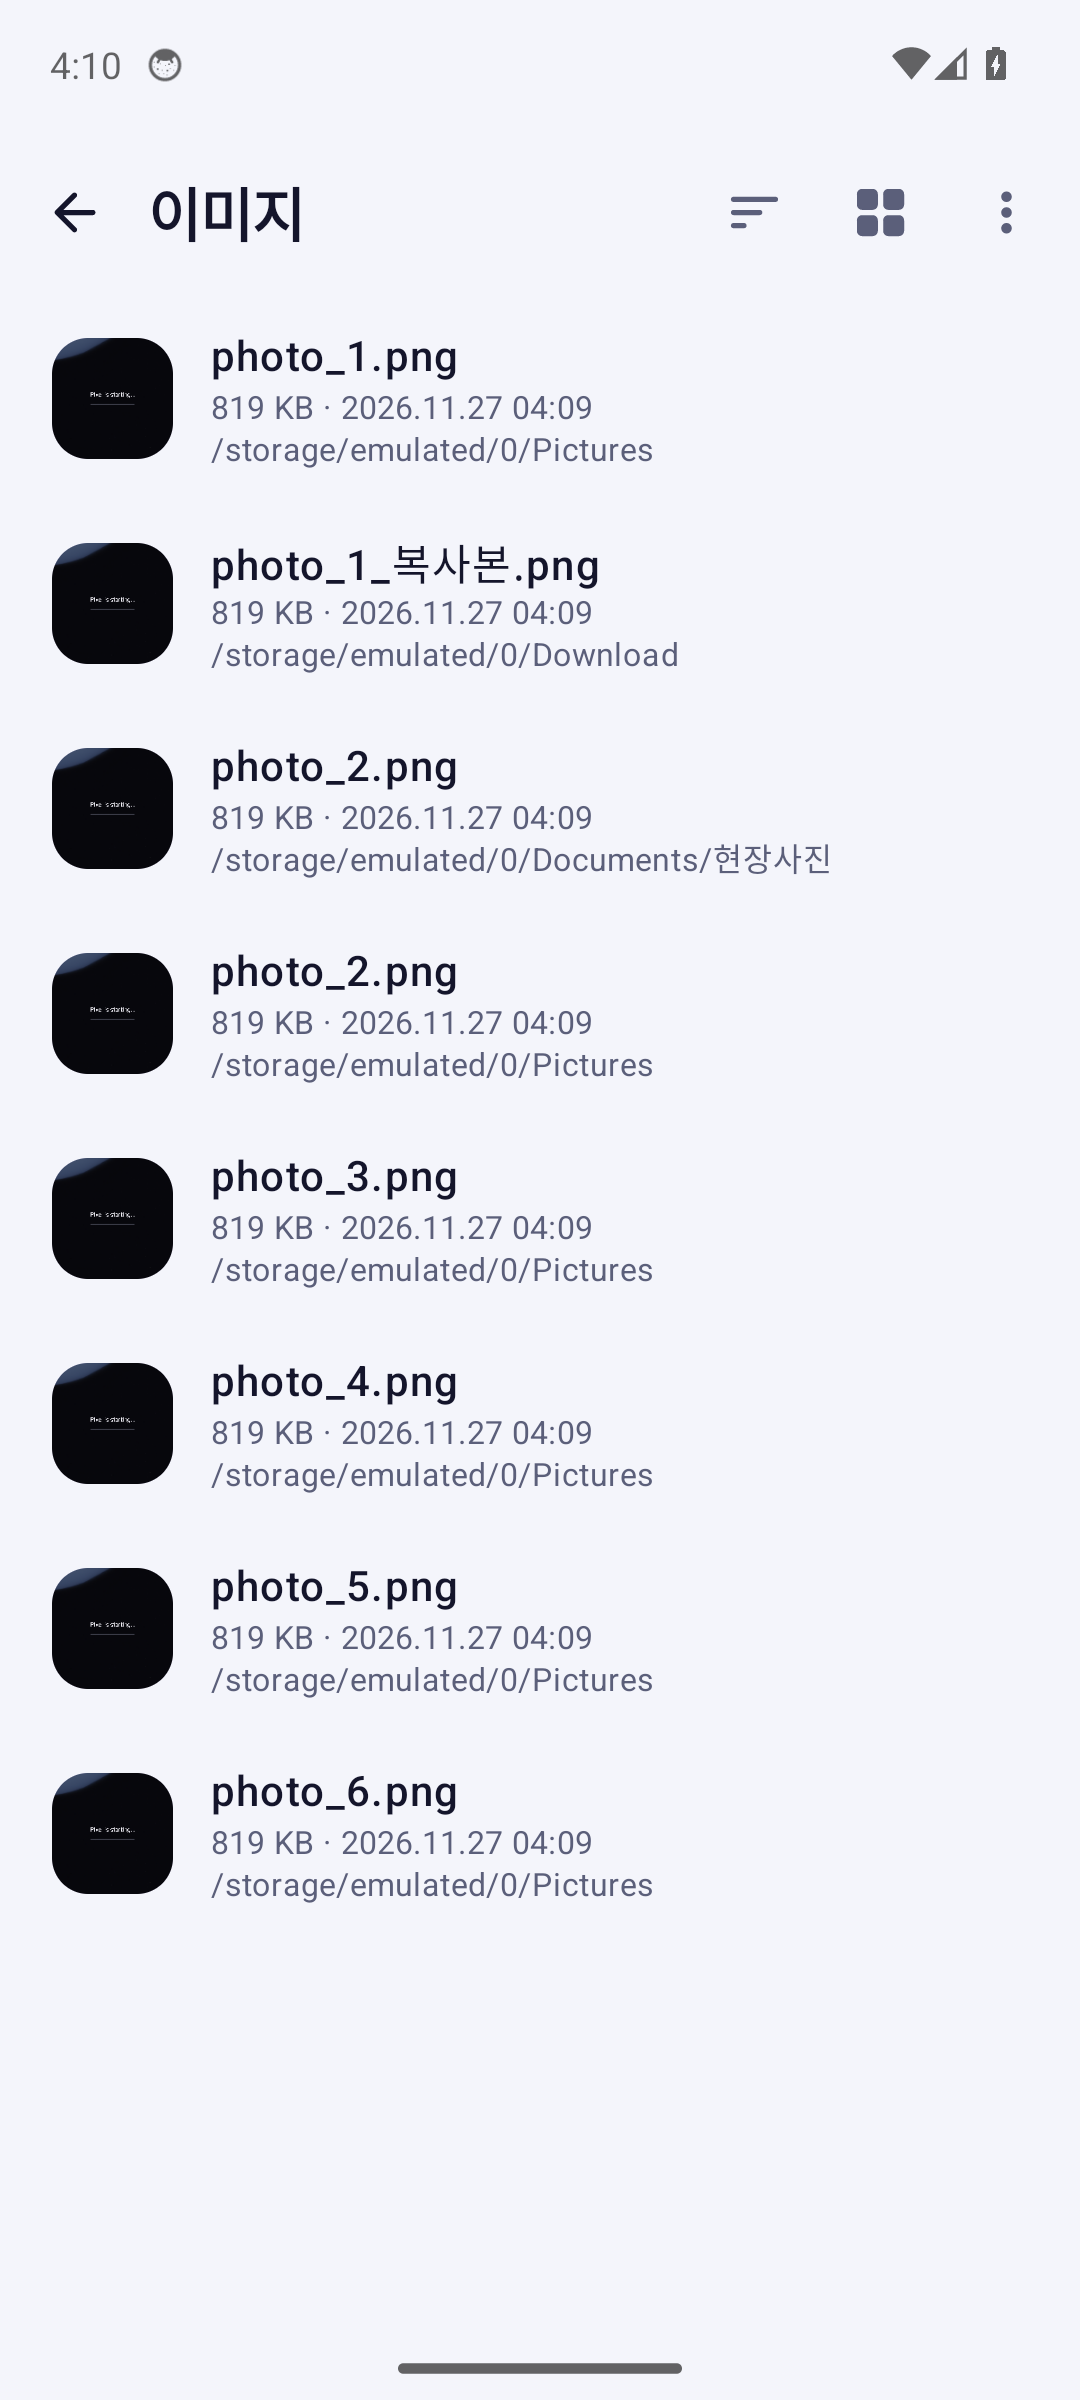 4:10
이미지
photo_1.png
819 KB · 2026.11.27 04:09
/storage/emulated/0/Pictures
photo_1_복사본.png
819 KB · 2026.11.27 04:09
/storage/emulated/0/Download
photo_2.png
819 KB · 2026.11.27 04:09
/storage/emulated/0/Documents/현장사진
photo_2.png
819 KB · 2026.11.27 04:09
/storage/emulated/0/Pictures
photo_3.png
819 KB · 2026.11.27 04:09
/storage/emulated/0/Pictures
photo_4.png
819 KB · 2026.11.27 04:09
/storage/emulated/0/Pictures
photo_5.png
819 KB · 2026.11.27 04:09
/storage/emulated/0/Pictures
photo_6.png
819 KB · 2026.11.27 04:09
/storage/emulated/0/Pictures